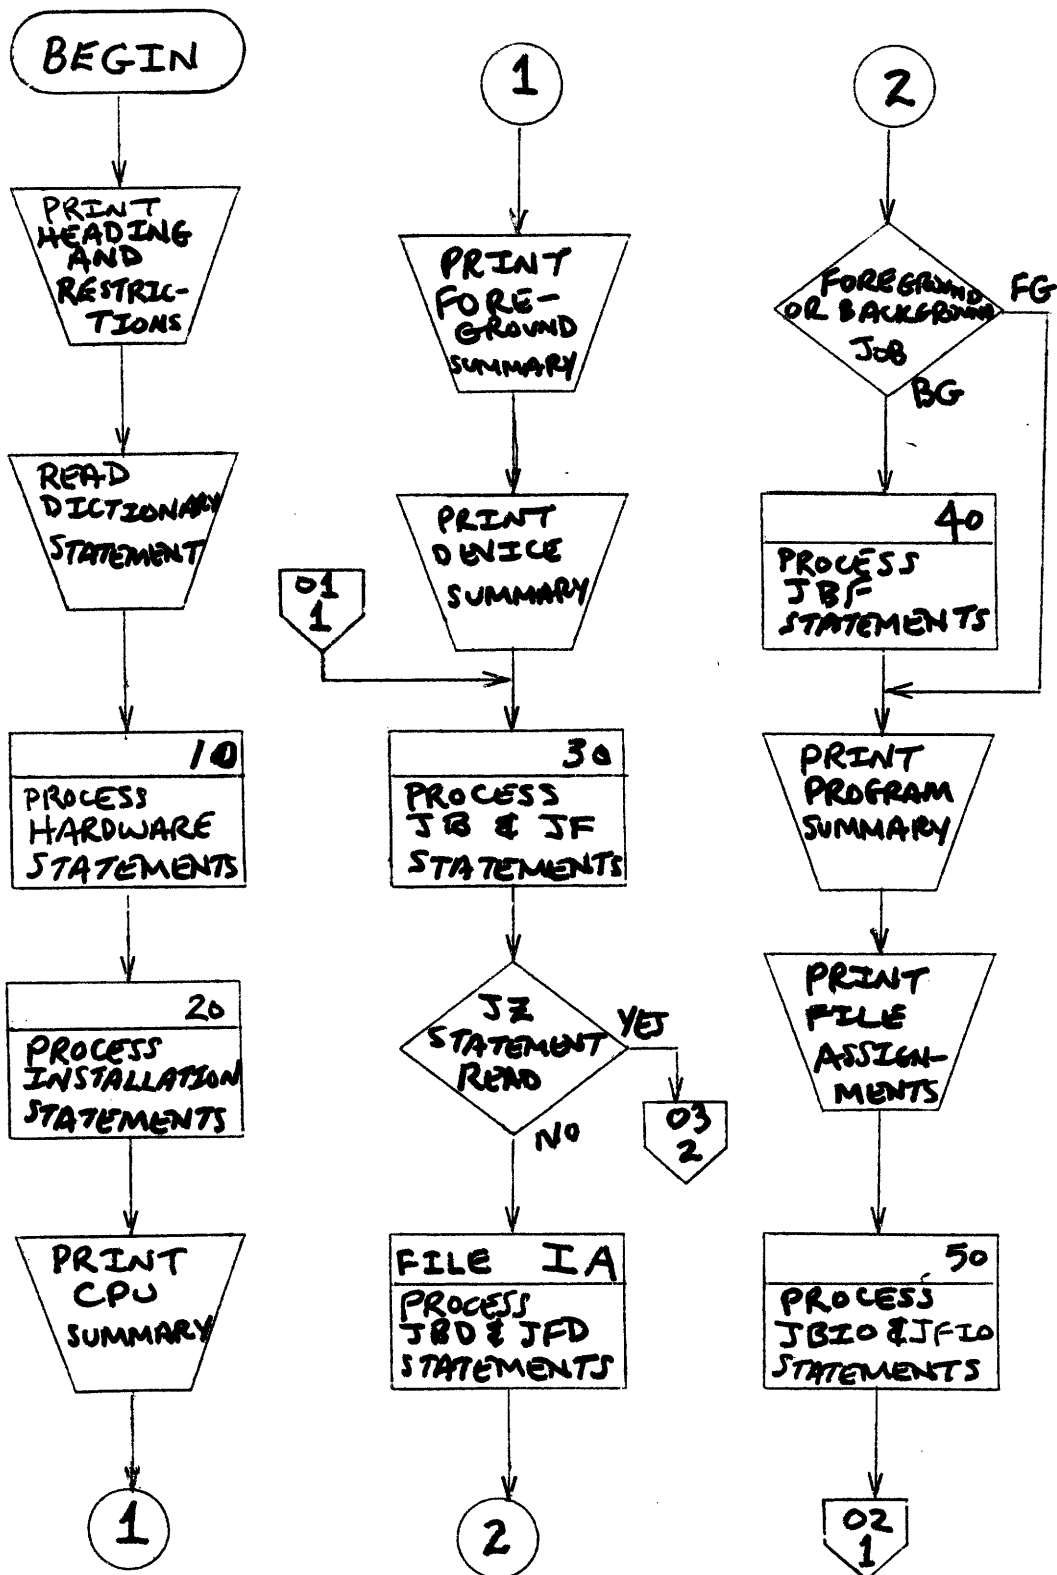 BEGIN
PRINT
HEADING
AND
RESTRIC-
TIONS
READ
DICTIONARY
STATEMENT
10
PROCESS
HARDWARE
STATEMENTS
20
PROCESS
INSTALLATION
STATEMENTS
PRINT
CPU
SUMMARY
1
1
PRINT
FORE-
GROUND
SUMMARY
PRINT
DEVICE
SUMMARY
01
1
30
PROCESS
JB & JF
STATEMENTS
JZ
STATEMENT
READ
YES
03
2
NO
FILE IA
PROCESS
JBD & JFD
STATEMENTS
2
2
FOREGROUND
OR BACKGROUND
JOB
FG
BG
40
PROCESS
JBF
STATEMENTS
PRINT
PROGRAM
SUMMARY
PRINT
FILE
ASSIGN-
MENTS
50
PROCESS
JBIO & JFIO
STATEMENTS
02
1